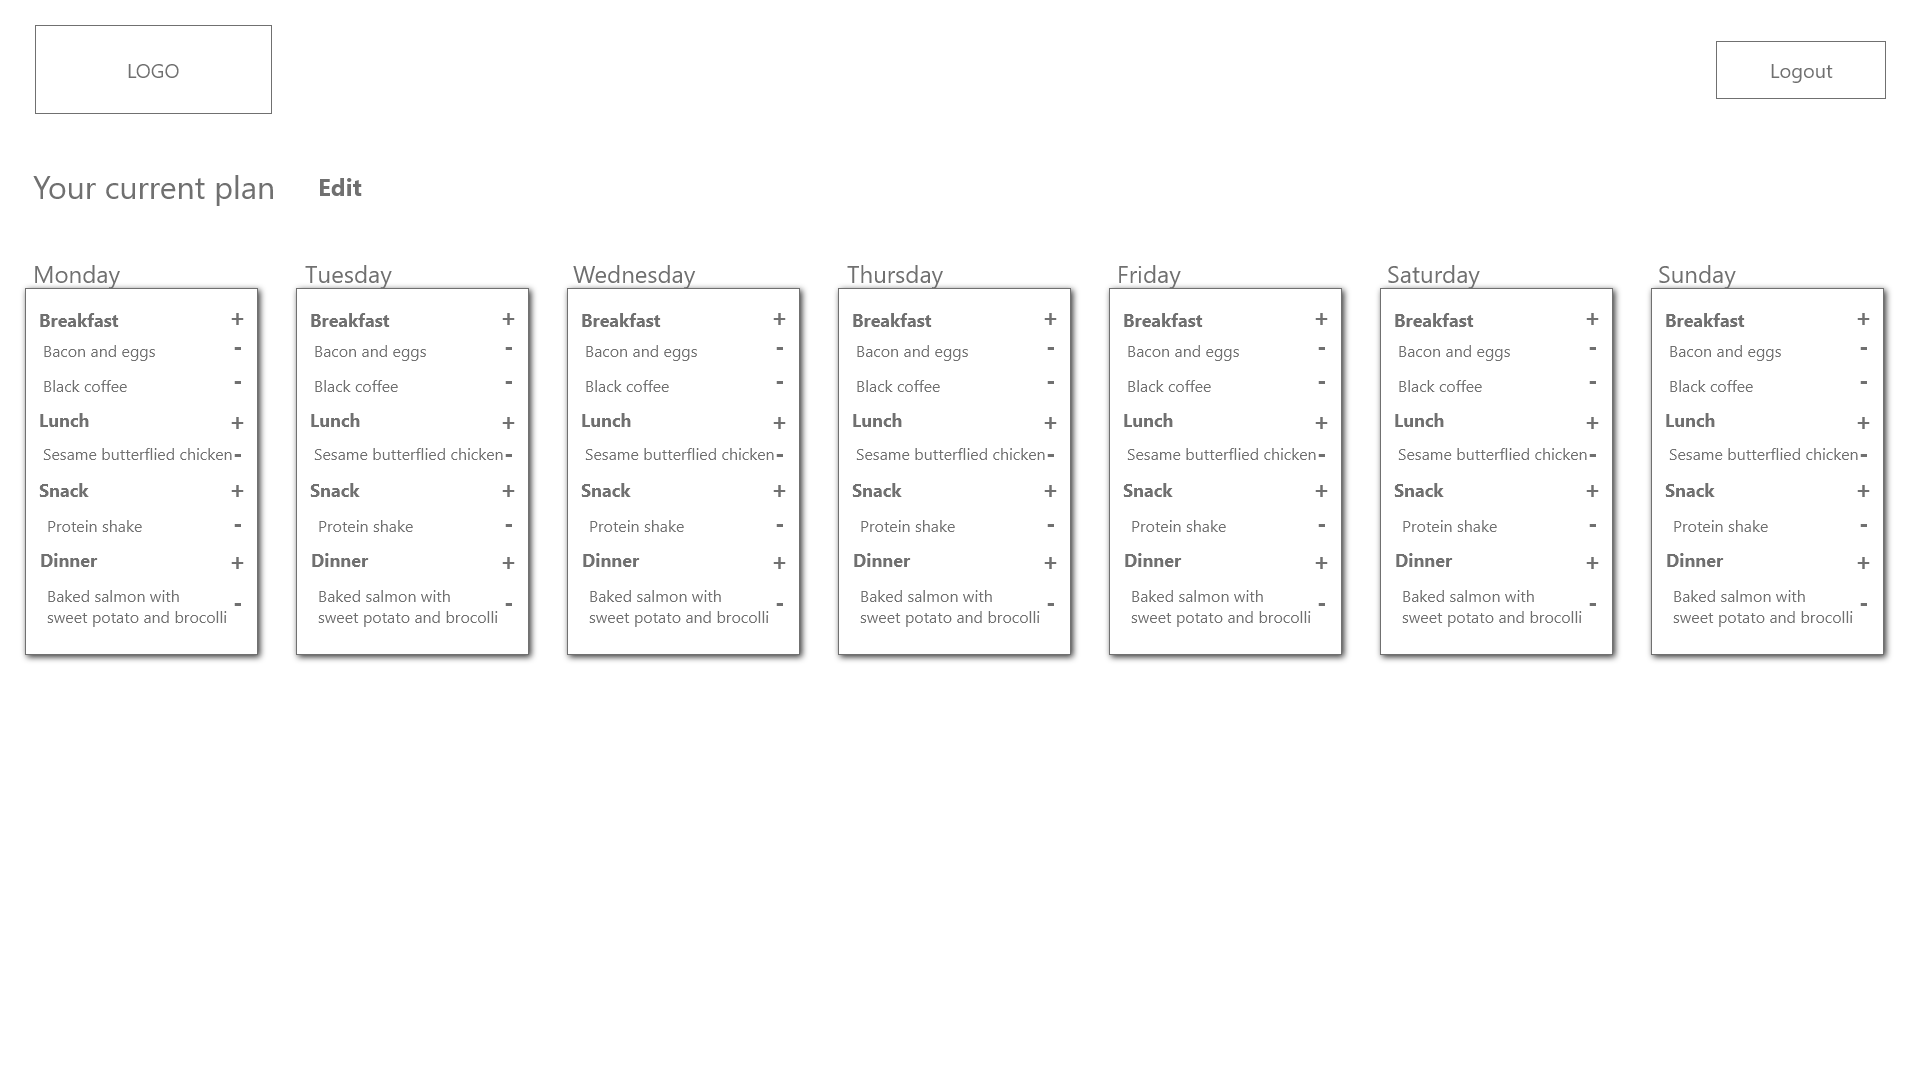 LOGO
Logout
Your current plan Edit
Monday
Breakfast +
Bacon and eggs -
Black coffee -
Lunch +
Sesame butterflied chicken -
Snack +
Protein shake -
Dinner +
Baked salmon with
sweet potato and brocolli -
Tuesday
Breakfast +
Bacon and eggs -
Black coffee -
Lunch +
Sesame butterflied chicken -
Snack +
Protein shake -
Dinner +
Baked salmon with
sweet potato and brocolli -
Wednesday
Breakfast +
Bacon and eggs -
Black coffee -
Lunch +
Sesame butterflied chicken -
Snack +
Protein shake -
Dinner +
Baked salmon with
sweet potato and brocolli -
Thursday
Breakfast +
Bacon and eggs -
Black coffee -
Lunch +
Sesame butterflied chicken -
Snack +
Protein shake -
Dinner +
Baked salmon with
sweet potato and brocolli -
Friday
Breakfast +
Bacon and eggs -
Black coffee -
Lunch +
Sesame butterflied chicken -
Snack +
Protein shake -
Dinner +
Baked salmon with
sweet potato and brocolli -
Saturday
Breakfast +
Bacon and eggs -
Black coffee -
Lunch +
Sesame butterflied chicken -
Snack +
Protein shake -
Dinner +
Baked salmon with
sweet potato and brocolli -
Sunday
Breakfast +
Bacon and eggs -
Black coffee -
Lunch +
Sesame butterflied chicken -
Snack +
Protein shake -
Dinner +
Baked salmon with
sweet potato and brocolli -